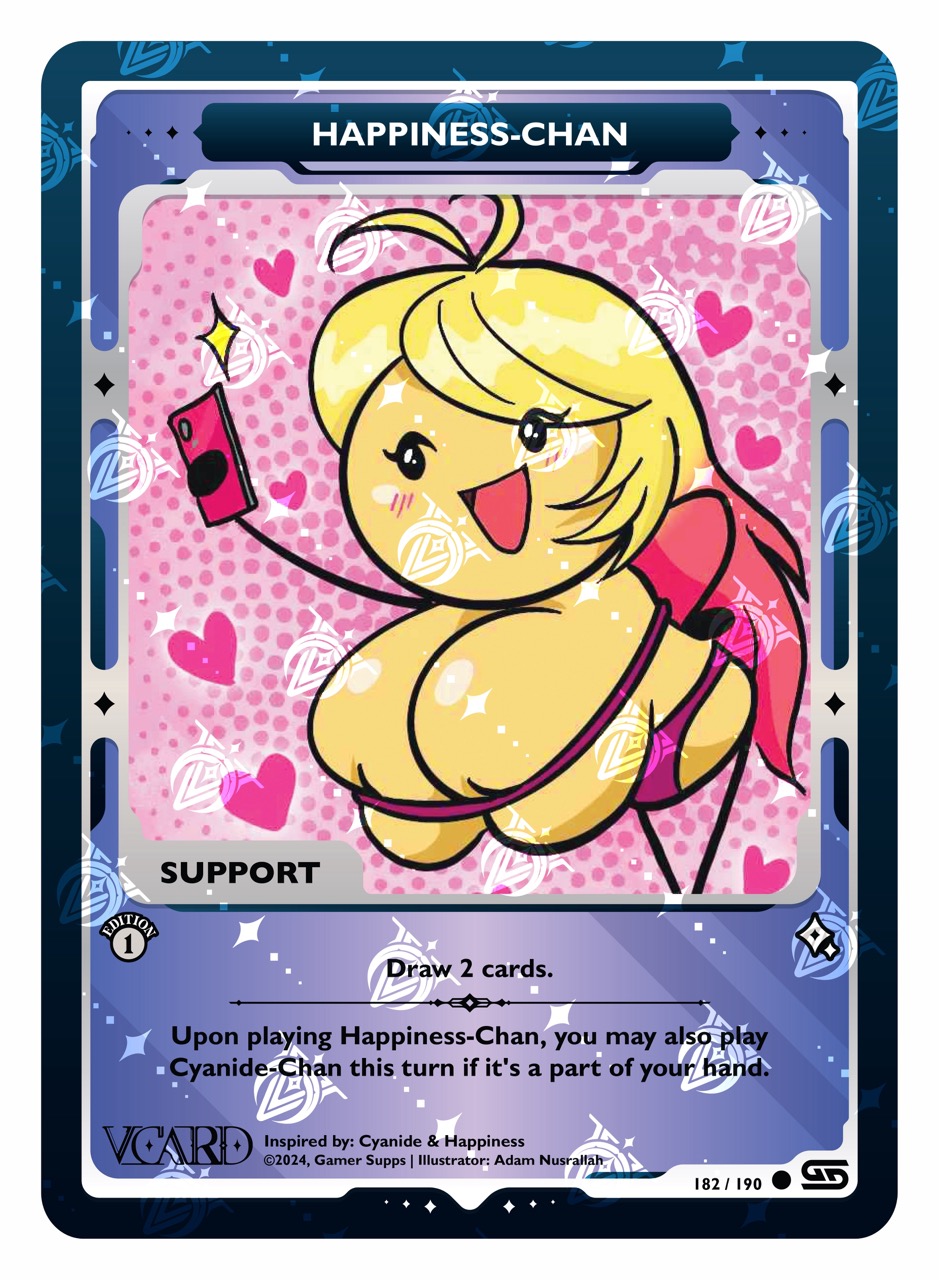 HAPPINESS-CHAN
SUPPORT
EDITION
1
Draw 2 cards.
Upon playing Happiness-Chan, you may also play
Cyanide-Chan this turn if it's a part of your hand.
VCARD
Inspired by: Cyanide & Happiness
©2024, Gamer Supps | Illustrator: Adam Nusrallah
182 / 190
GS